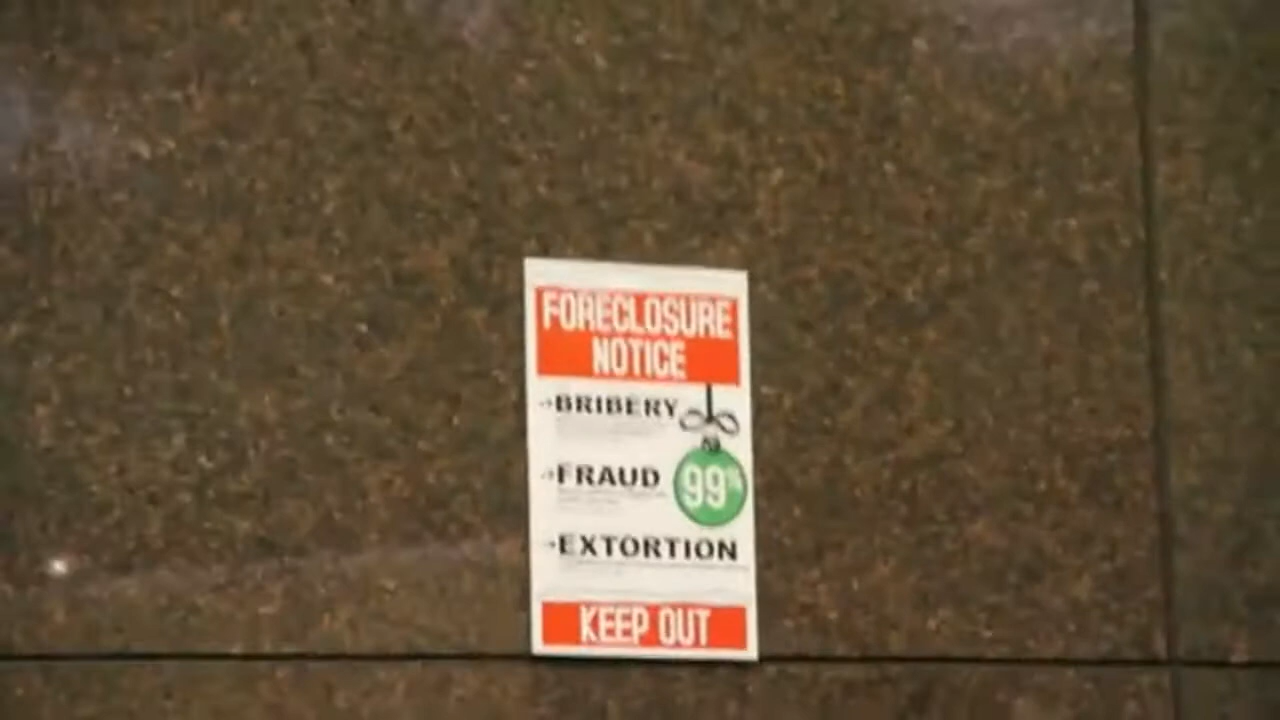 FORECLOSURE
NOTICE
BRIBERY
FRAUD
99%
EXTORTION
KEEP OUT